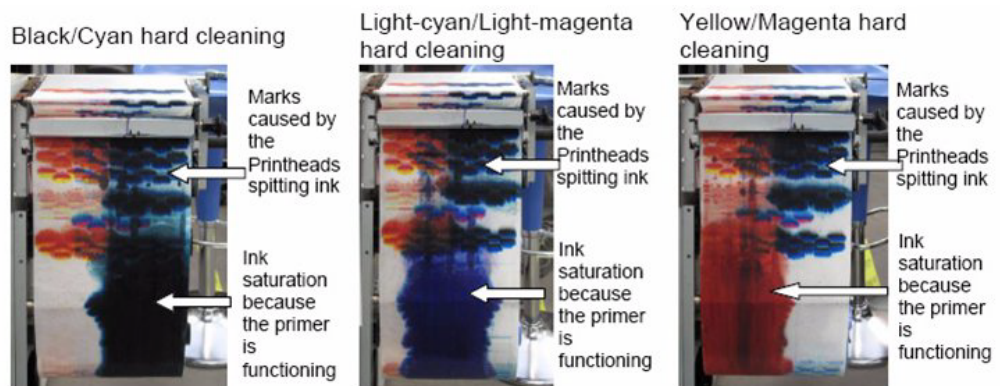 Black/Cyan hard cleaning
Marks
caused by
the
Printheads
spitting ink
Ink
saturation
because
the primer
is
functioning
Light-cyan/Light-magenta
hard cleaning
Marks
caused by
the
Printheads
spitting ink
Ink
saturation
because
the primer
is
functioning
Yellow/Magenta hard
cleaning
Marks
caused by
the
Printheads
spitting ink
Ink
saturation
because
the primer
is
functioning